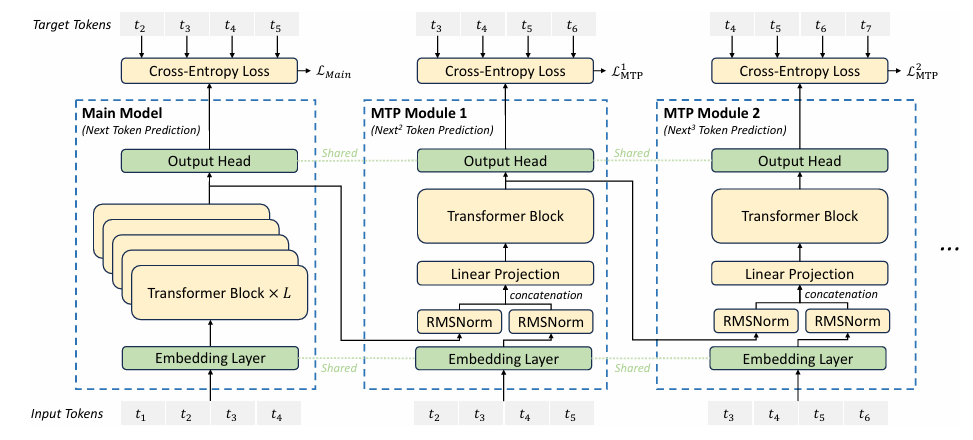 Target Tokens t₂ t₃ t₄ t₅ t₃ t₄ t₅ t₆ t₄ t₅ t₆ t₇
Cross-Entropy Loss ℒ_Main Cross-Entropy Loss ℒ¹_MTP Cross-Entropy Loss ℒ²_MTP
Main Model MTP Module 1 MTP Module 2
(Next Token Prediction) (Next² Token Prediction) (Next³ Token Prediction)
Shared Shared
Output Head Output Head Output Head
Transformer Block Transformer Block
Linear Projection Linear Projection
Transformer Block × L concatenation concatenation
RMSNorm RMSNorm RMSNorm RMSNorm
...
Embedding Layer Embedding Layer Embedding Layer
Shared Shared
Input Tokens t₁ t₂ t₃ t₄ t₂ t₃ t₄ t₅ t₃ t₄ t₅ t₆